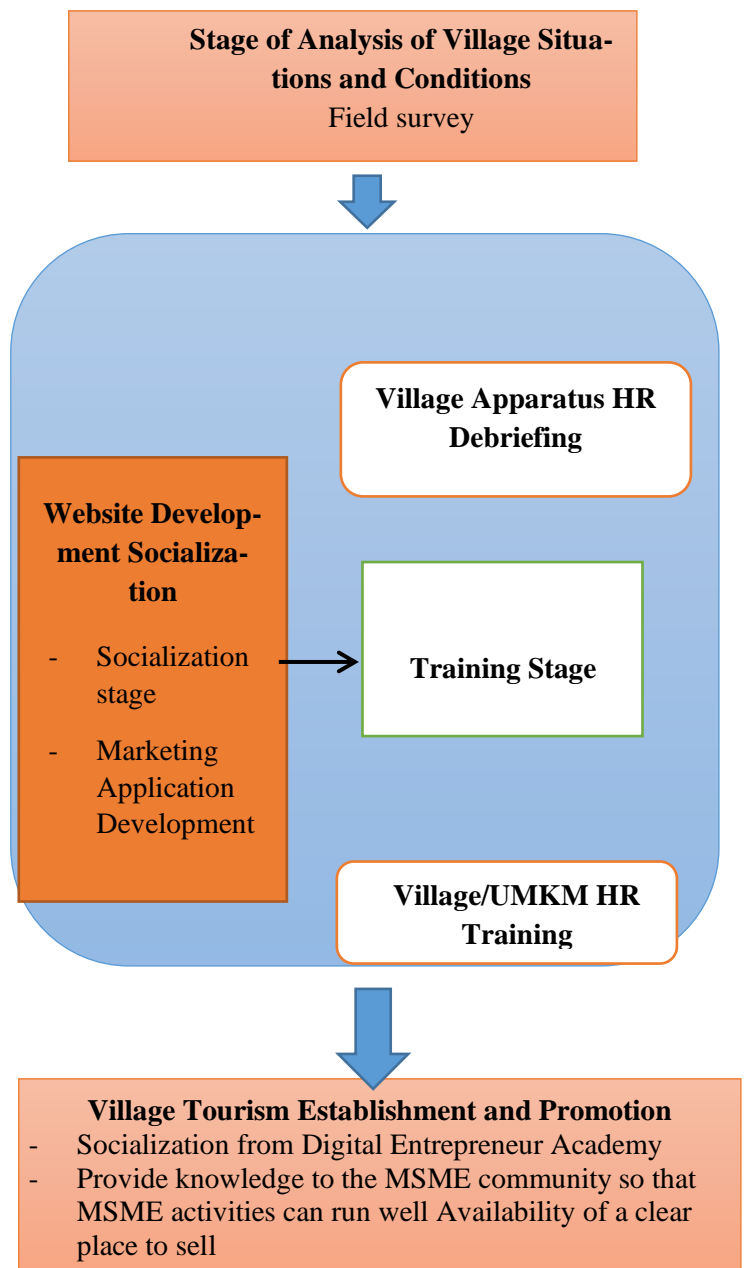 Stage of Analysis of Village Situa-
tions and Conditions
Field survey
Village Apparatus HR
Debriefing
Website Develop-
ment Socializa-
tion
- Socialization
stage
- Marketing
Application
Development
Training Stage
Village/UMKM HR
Training
Village Tourism Establishment and Promotion
- Socialization from Digital Entrepreneur Academy
- Provide knowledge to the MSME community so that
MSME activities can run well Availability of a clear
place to sell